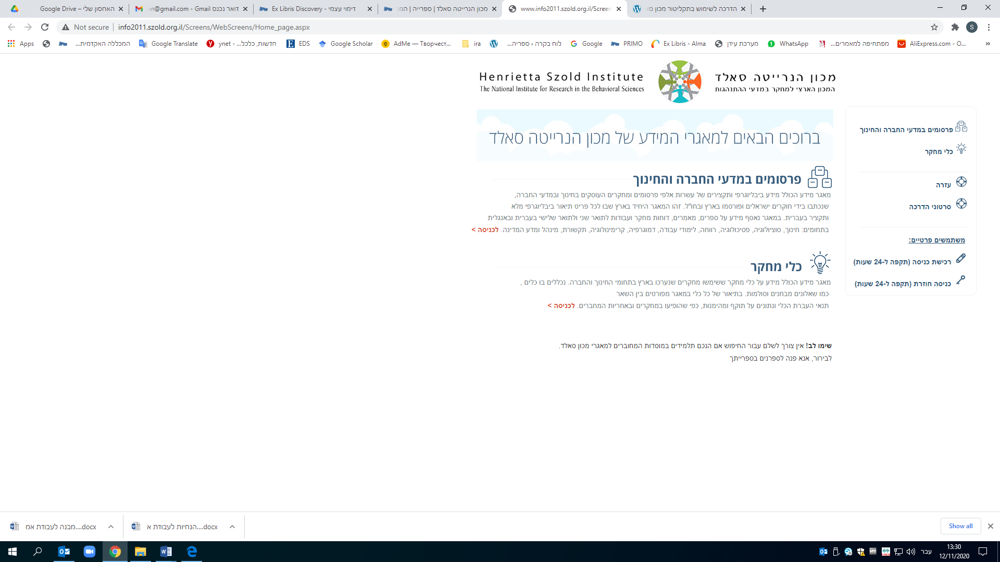 Google Drive – האחסון שלי
דואר נכנס - on@gmail.com - Gmail
דימוי עצמי - Ex Libris Discovery
מכון הנרייטה סאלד | ספרייה | המכ
www.info2011.szold.org.il/Screen
הדרכה לשימוש בתקליטור מכון סא
Not secure | info2011.szold.org.il/Screens/WebScreens/Home_page.aspx
S
Apps
המכללה האקדמית...
Google Translate
ynet - חדשות, כלכל...
EDS
Google Scholar
AdMe — Творчест...
ira
לוח בקרה ‹ ספריה...
Google
PRIMO
Ex Libris - Alma
מערכת עידן
WhatsApp
מפתחיפה למאמרים...
AliExpress.com - O...
Henrietta Szold Institute
The National Institute for Research in the Behavioral Sciences
מכון הנרייטה סאלד
המכון הארצי למחקר במדעי ההתנהגות
ברוכים הבאים למאגרי המידע של מכון הנרייטה סאלד
פרסומים במדעי החברה והחינוך
מאגר מידע הכולל מידע ביבליוגרפי ותקצירים של עשרות אלפי פרסומים ומחקרים העוסקים בחינוך ובמדעי החברה,
שנכתבו בידי חוקרים ישראלים ופורסמו בארץ ובחו"ל. זהו המאגר היחיד בארץ שבו לכל פריט תיאור ביבליוגרפי מלא
ותקציר בעברית. במאגר נאסף מידע על ספרים, מאמרים, דוחות מחקר ועבודות לתואר שני ולתואר שלישי בעברית ובאנגלית
בתחומים: חינוך, סוציולוגיה, פסיכולוגיה, רווחה, לימודי עבודה, דמוגרפיה, קרימינולוגיה, תקשורת, מינהל ומדע המדינה. לכניסה >
כלי מחקר
מאגר מידע הכולל מידע על כלי מחקר ששימשו מחקרים שנערכו בארץ בתחומי החינוך והחברה. נכללים בו כלים ,
כמו שאלונים מבחנים וסולמות. בתיאור של כל כלי במאגר מפורטים בין השאר
תנאי העברת הכלי ונתונים על תוקף ומהימנות, כפי שהופיעו במחקרים ובאחריות המחברים. לכניסה >
שימו לב! אין צורך לשלם עבור החיפוש אם הנכם תלמידים במוסדות המחוברים למאגרי מכון סאלד.
לבירור, אנא פנה לספרנים בספרייתך
פרסומים במדעי החברה והחינוך
כלי מחקר
עזרה
סרטוני הדרכה
משתמשים פרטיים:
רכישת כניסה (תקפה ל-24 שעות)
כניסה חוזרת (תקפה ל-24 שעות)
מבנה לעבודת אמ....docx
הנחיות לעבודת א....docx
Show all
עבר
13:30
12/11/2020